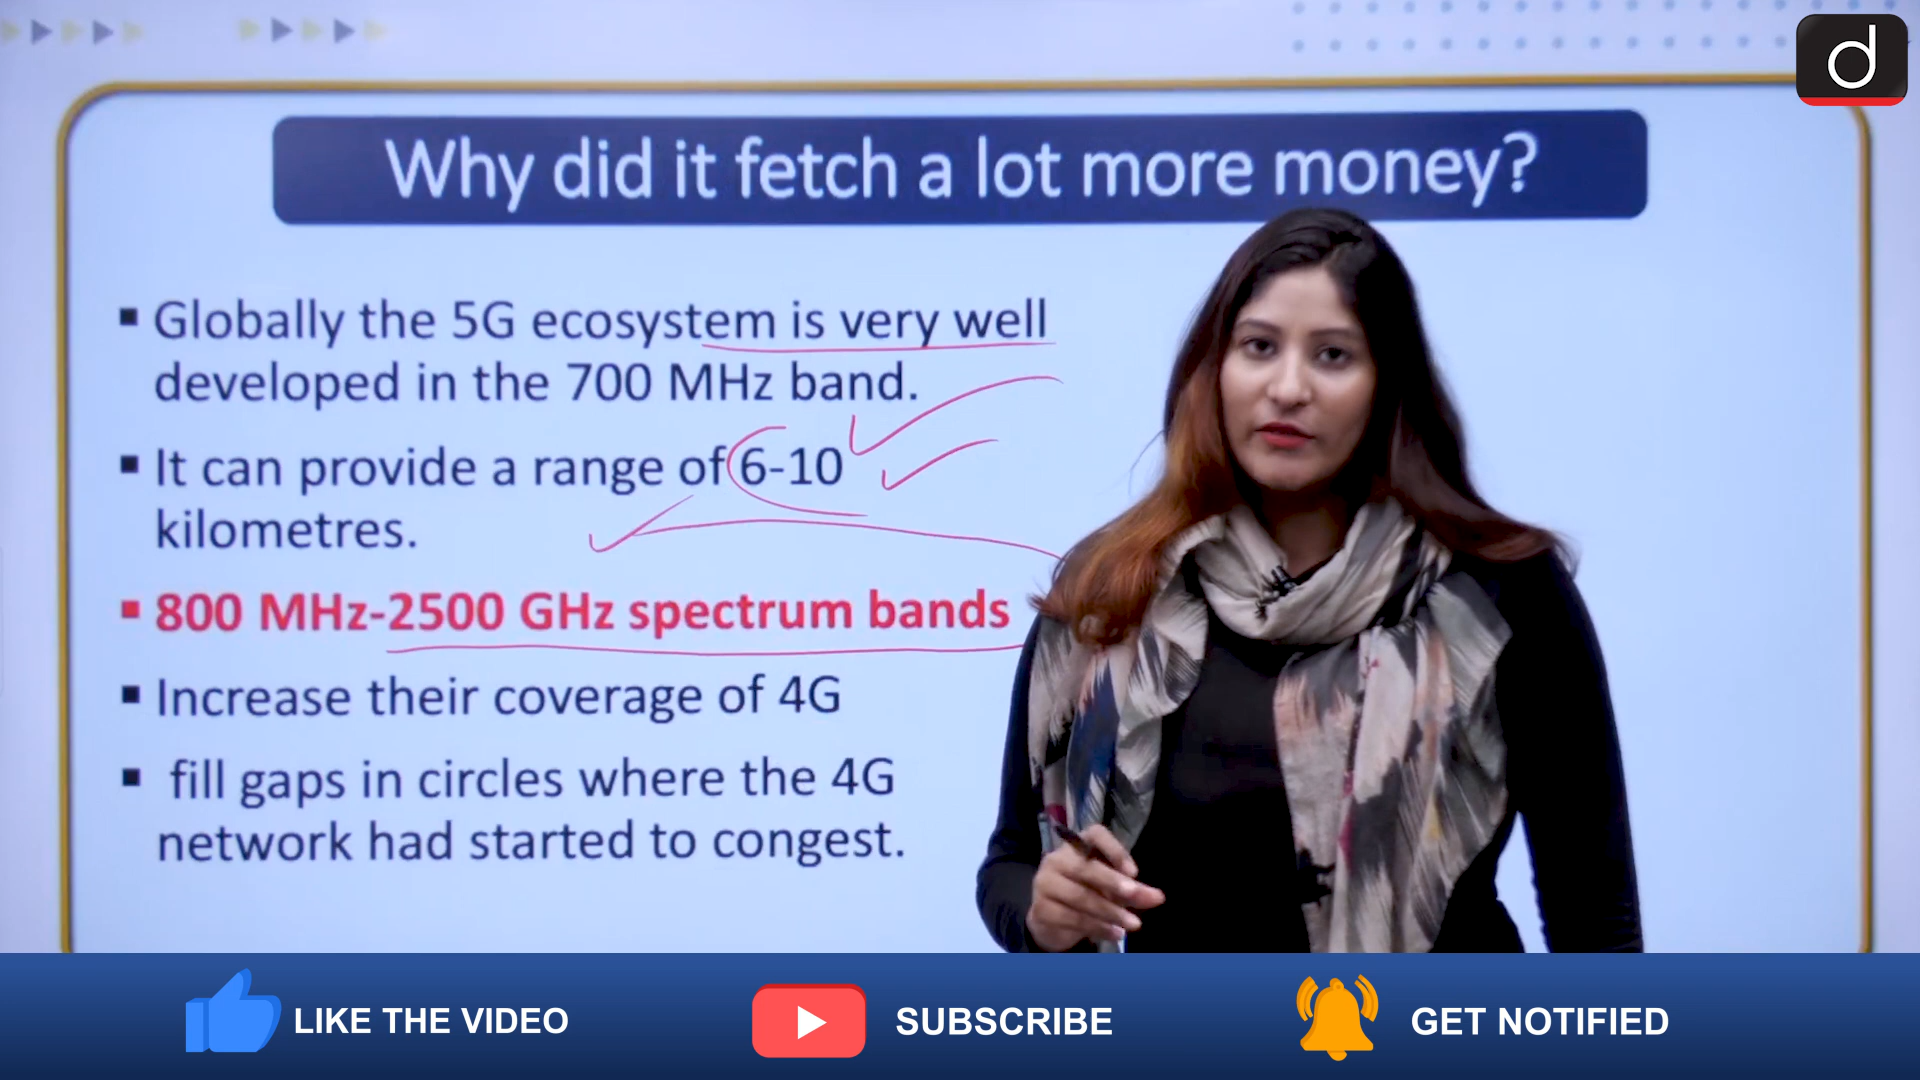 d
Why did it fetch a lot more money?
▪ Globally the 5G ecosystem is very well
developed in the 700 MHz band.
▪ It can provide a range of 6-10
kilometres.
▪ 800 MHz-2500 GHz spectrum bands
▪ Increase their coverage of 4G
▪ fill gaps in circles where the 4G
network had started to congest.
LIKE THE VIDEO
SUBSCRIBE
GET NOTIFIED